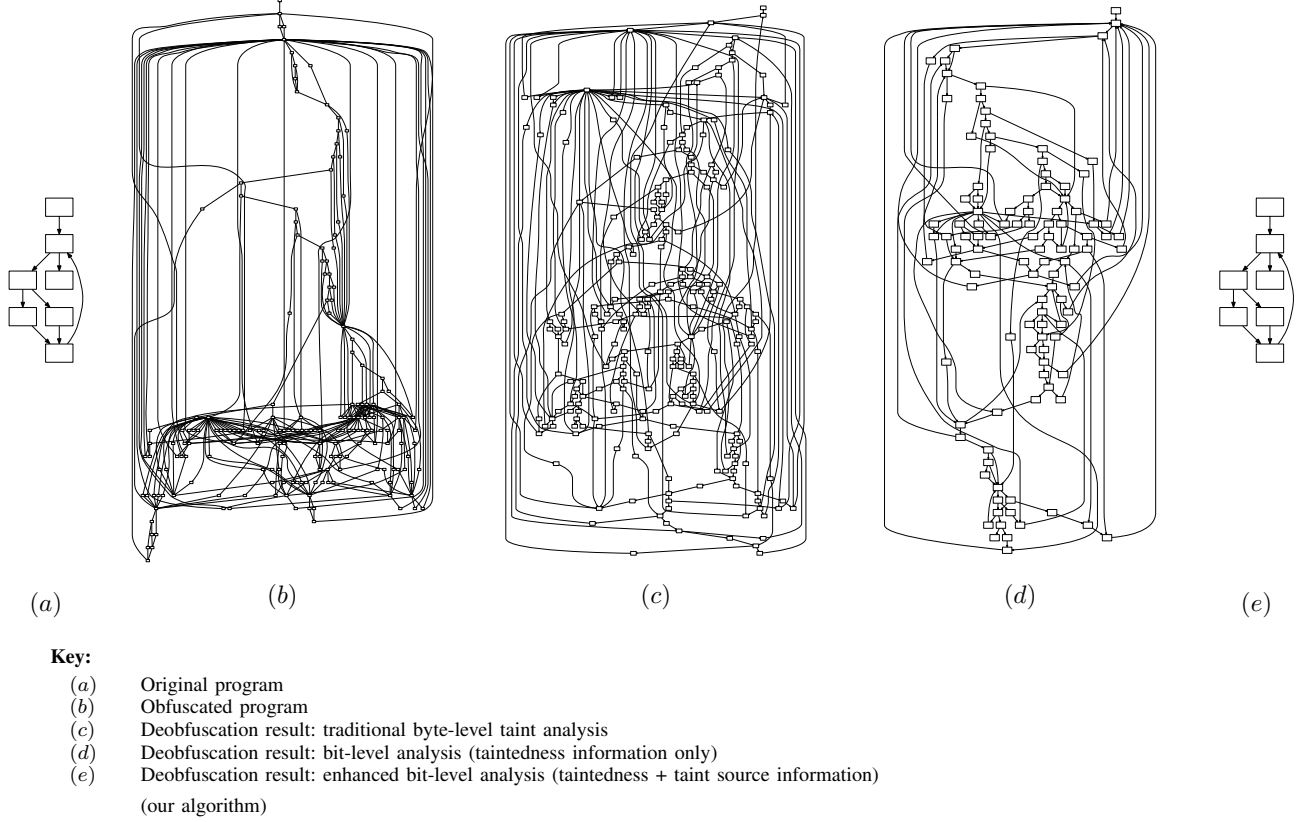 (a) (b) (c) (d) (e)
Key:
(a) Original program
(b) Obfuscated program
(c) Deobfuscation result: traditional byte-level taint analysis
(d) Deobfuscation result: bit-level analysis (taintedness information only)
(e) Deobfuscation result: enhanced bit-level analysis (taintedness + taint source information)
(our algorithm)